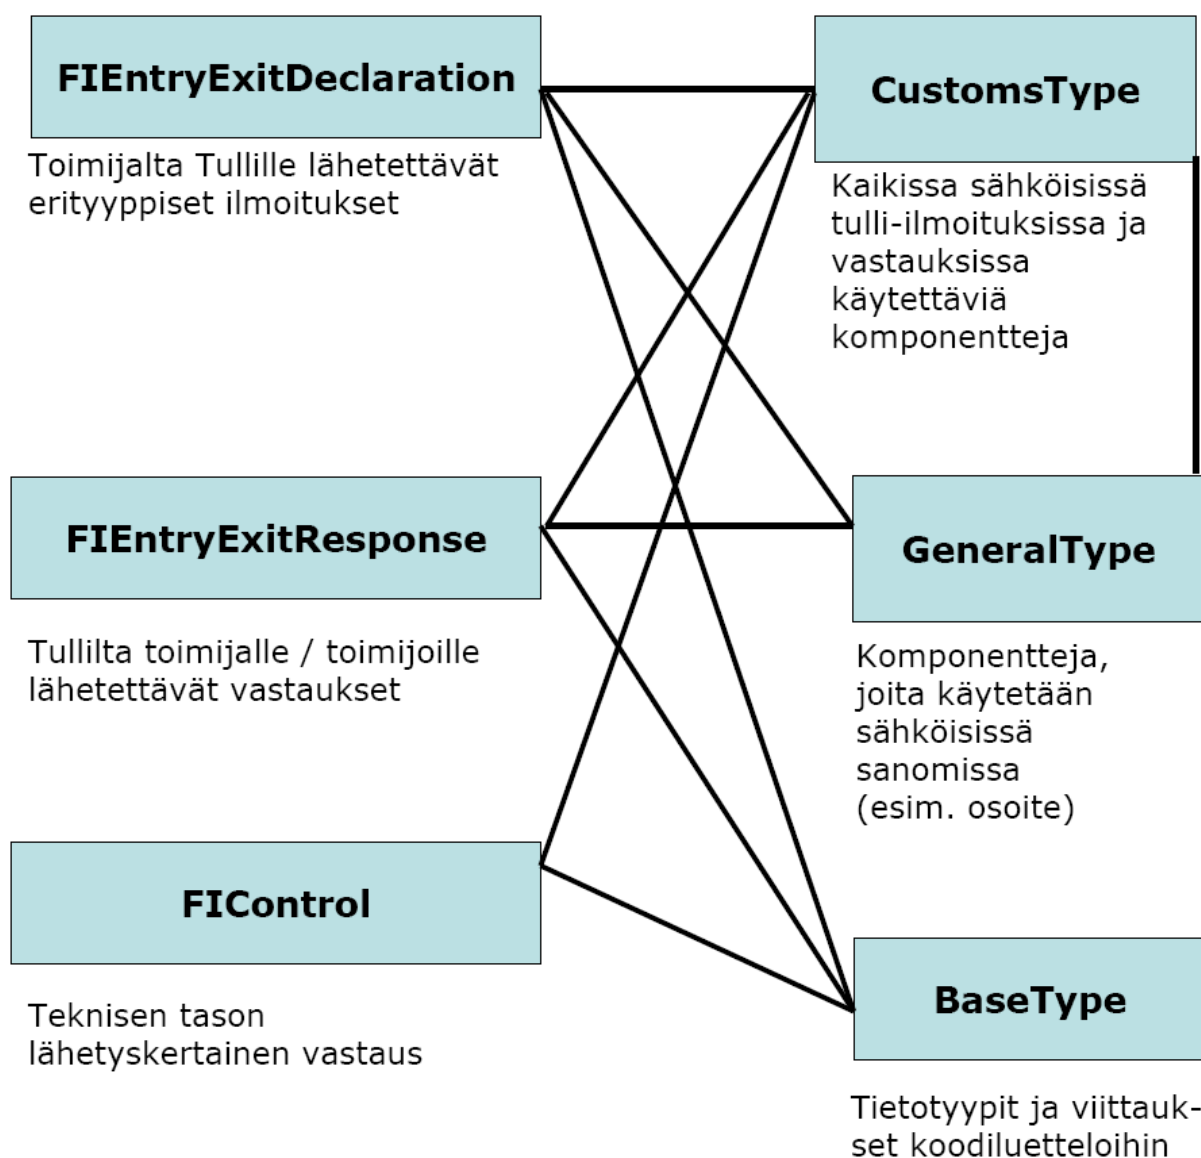 FIEntryExitDeclaration
Toimijalta Tullille lähetettävät
erityyppiset ilmoitukset
CustomsType
Kaikissa sähköisissä
tulli-ilmoituksissa ja
vastauksissa
käytettäviä
komponentteja
FIEntryExitResponse
Tullilta toimijalle / toimijoille
lähetettävät vastaukset
GeneralType
Komponentteja,
joita käytetään
sähköisissä
sanomissa
(esim. osoite)
FIControl
Teknisen tason
lähetyskertainen vastaus
BaseType
Tietotyypit ja viittauk-
set koodiluetteloihin